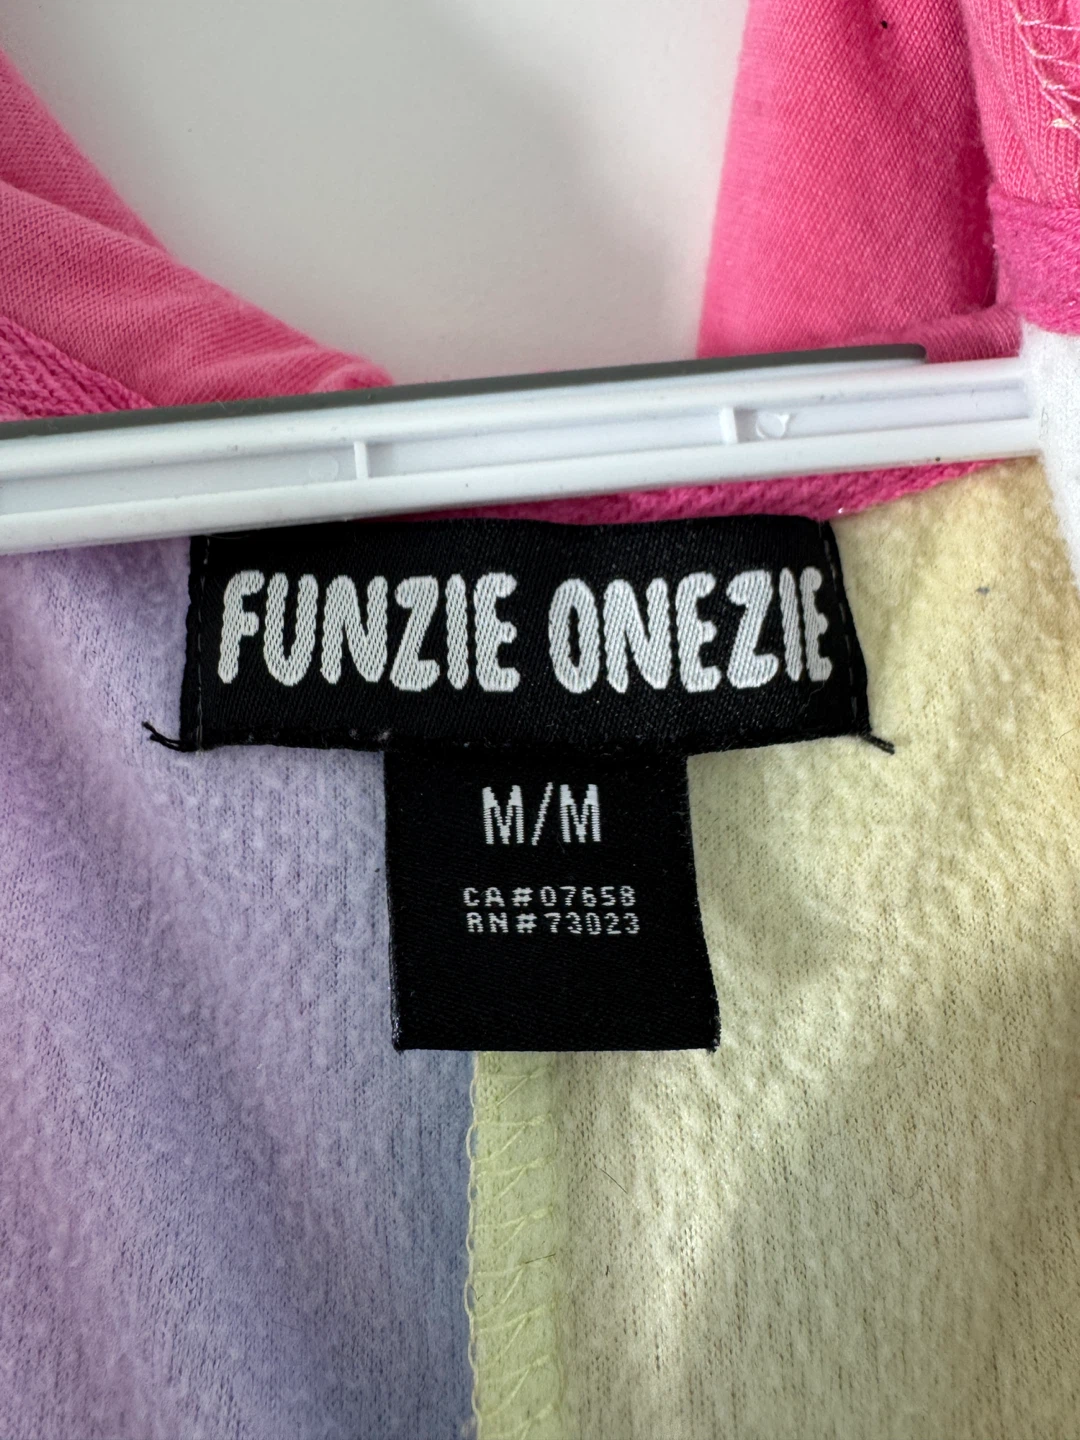 FUNZIE ONEZIE
M/M
CA#07658
RN#73023